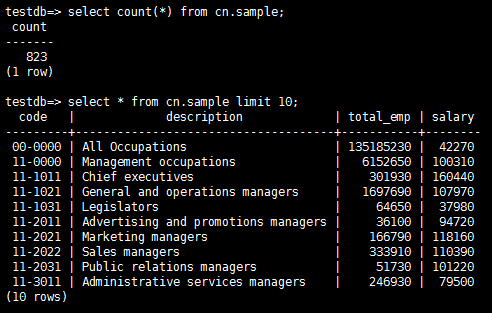 testdb=> select count(*) from cn.sample;
 count
-------
   823
(1 row)

testdb=> select * from cn.sample limit 10;
  code   |            description             | total_emp | salary
---------+------------------------------------+-----------+--------
 00-0000 | All Occupations                    | 135185230 |  42270
 11-0000 | Management occupations             |   6152650 | 100310
 11-1011 | Chief executives                   |    301930 | 160440
 11-1021 | General and operations managers    |   1697690 | 107970
 11-1031 | Legislators                        |     64650 |  37980
 11-2011 | Advertising and promotions managers |     36100 |  94720
 11-2021 | Marketing managers                 |    166790 | 118160
 11-2022 | Sales managers                     |    333910 | 110390
 11-2031 | Public relations managers          |     51730 | 101220
 11-3011 | Administrative services managers   |    246930 |  79500
(10 rows)